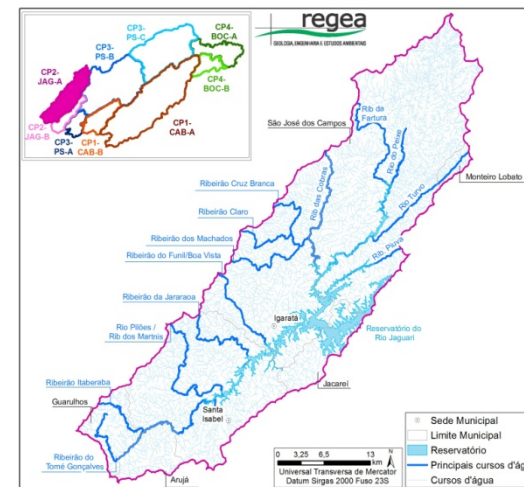 CP3-
PS-C
CP4-
BOC-A
CP3-
PS-B
CP2-
JAG-A
CP4-
BOC-B
CP2-
JAG-B
CP3-
PS-A
CP1-
CAB-B
CP1-
CAB-A
regea
GEOLOGIA, ENGENHARIA E ESTUDOS AMBIENTAIS
Rib da
Fartura
São José dos Campos
Rio do Peixe
Monteiro Lobato
Rib das Cobras
Rio Turvo
Ribeirão Cruz Branca
Ribeirão Claro
Ribeirão dos Machados
Ribeirão do Funil/Boa Vista
Rib. Piuva
Ribeirão da Jararaoa
Igaratá
Rio Pilões /
Rib dos Martnis
Reservatório do
Rio Jaguari
Ribeirão Itaberaba
Jacareí
Guarulhos
Santa
Isabel
Ribeirão do
Tomé Gonçalves
Arujá
0 3,25 6,5 13
km
N
Universal Transversa de Mercator
Datum Sirgas 2000 Fuso 23S
Sede Municipal
Limite Municipal
Reservatório
Principais cursos d'ág
Cursos d'água